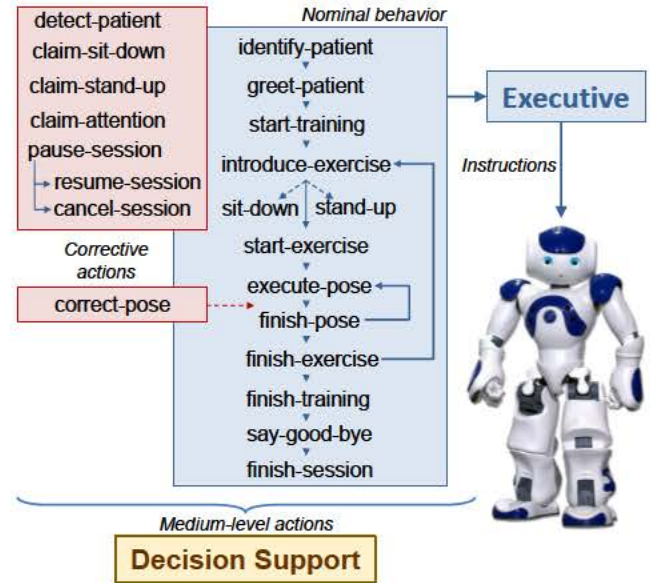 detect-patient
claim-sit-down
claim-stand-up
claim-attention
pause-session
resume-session
cancel-session
Corrective
actions
correct-pose
Nominal behavior
identify-patient
greet-patient
start-training
introduce-exercise
sit-down stand-up
start-exercise
execute-pose
finish-pose
finish-exercise
finish-training
say-good-bye
finish-session
Executive
Instructions
Medium-level actions
Decision Support